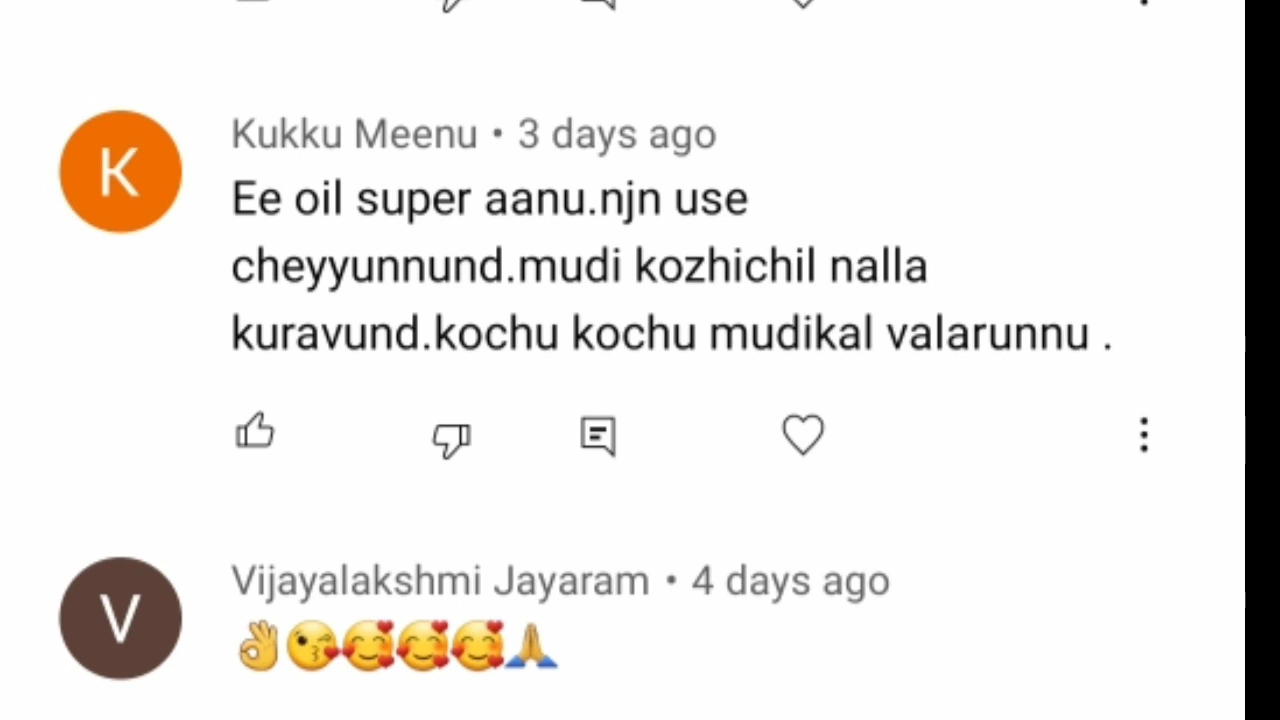 Kukku Meenu • 3 days ago
Ee oil super aanu.njn use
cheyyunnund.mudi kozhichil nalla
kuravund.kochu kochu mudikal valarunnu .
Vijayalakshmi Jayaram • 4 days ago
👌😘🥰🥰🥰🙏
K
V